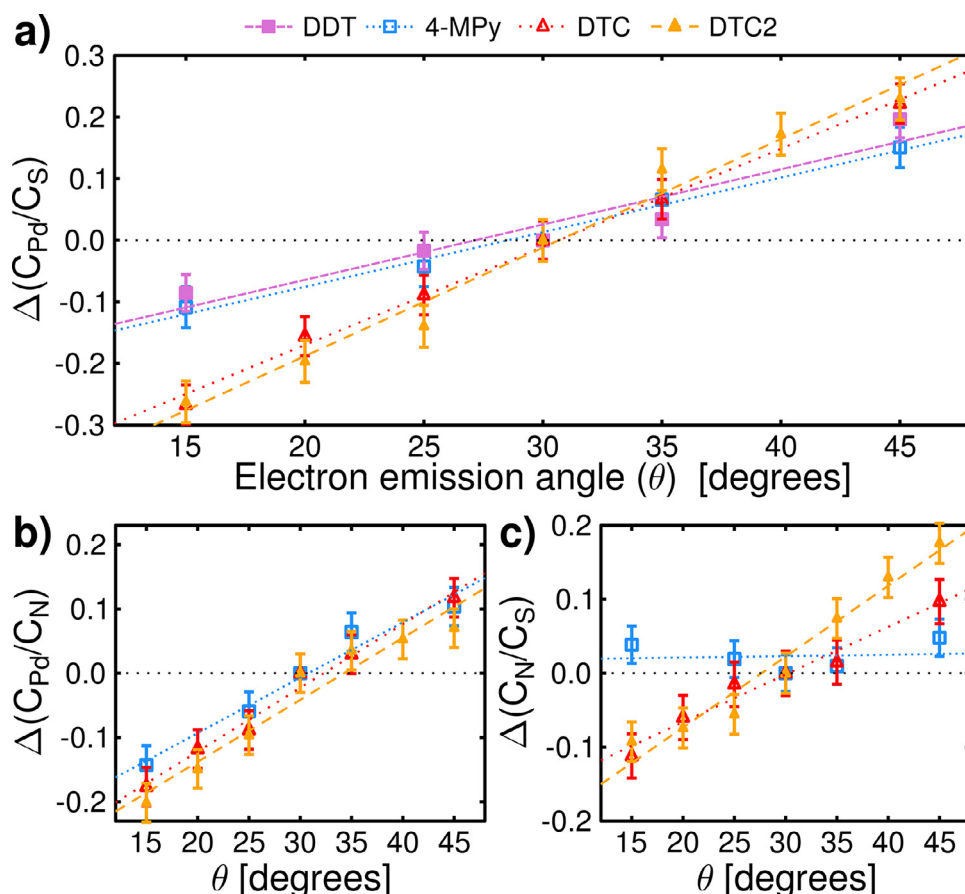 a)
DDT 4-MPy DTC DTC2
Δ(C_Pd/C_S)
0.3
0.2
0.1
0.0
-0.1
-0.2
-0.3
15 20 25 30 35 40 45
Electron emission angle (θ) [degrees]
b)
Δ(C_Pd/C_N)
0.2
0.1
0.0
-0.1
-0.2
15 20 25 30 35 40 45
θ [degrees]
c)
Δ(C_N/C_S)
0.2
0.1
0.0
-0.1
0.2
15 20 25 30 35 40 45
θ [degrees]